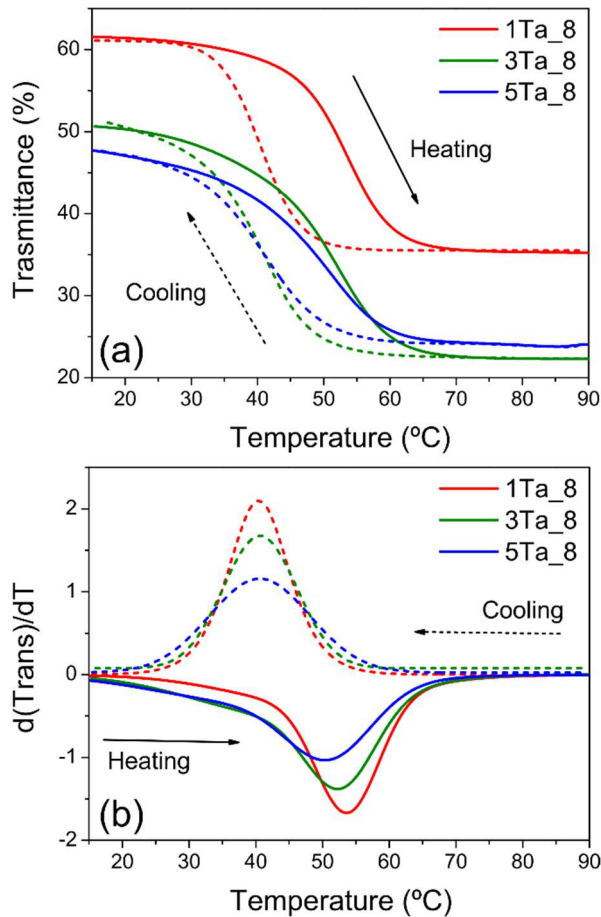 60
50
40
30
20
Trasmittance (%)
1Ta_8
3Ta_8
5Ta_8
Heating
Cooling
(a)
20 30 40 50 60 70 80 90
Temperature (ºC)
2
1
0
-1
-2
d(Trans)/dT
1Ta_8
3Ta_8
5Ta_8
Cooling
Heating
(b)
20 30 40 50 60 70 80 90
Temperature (ºC)